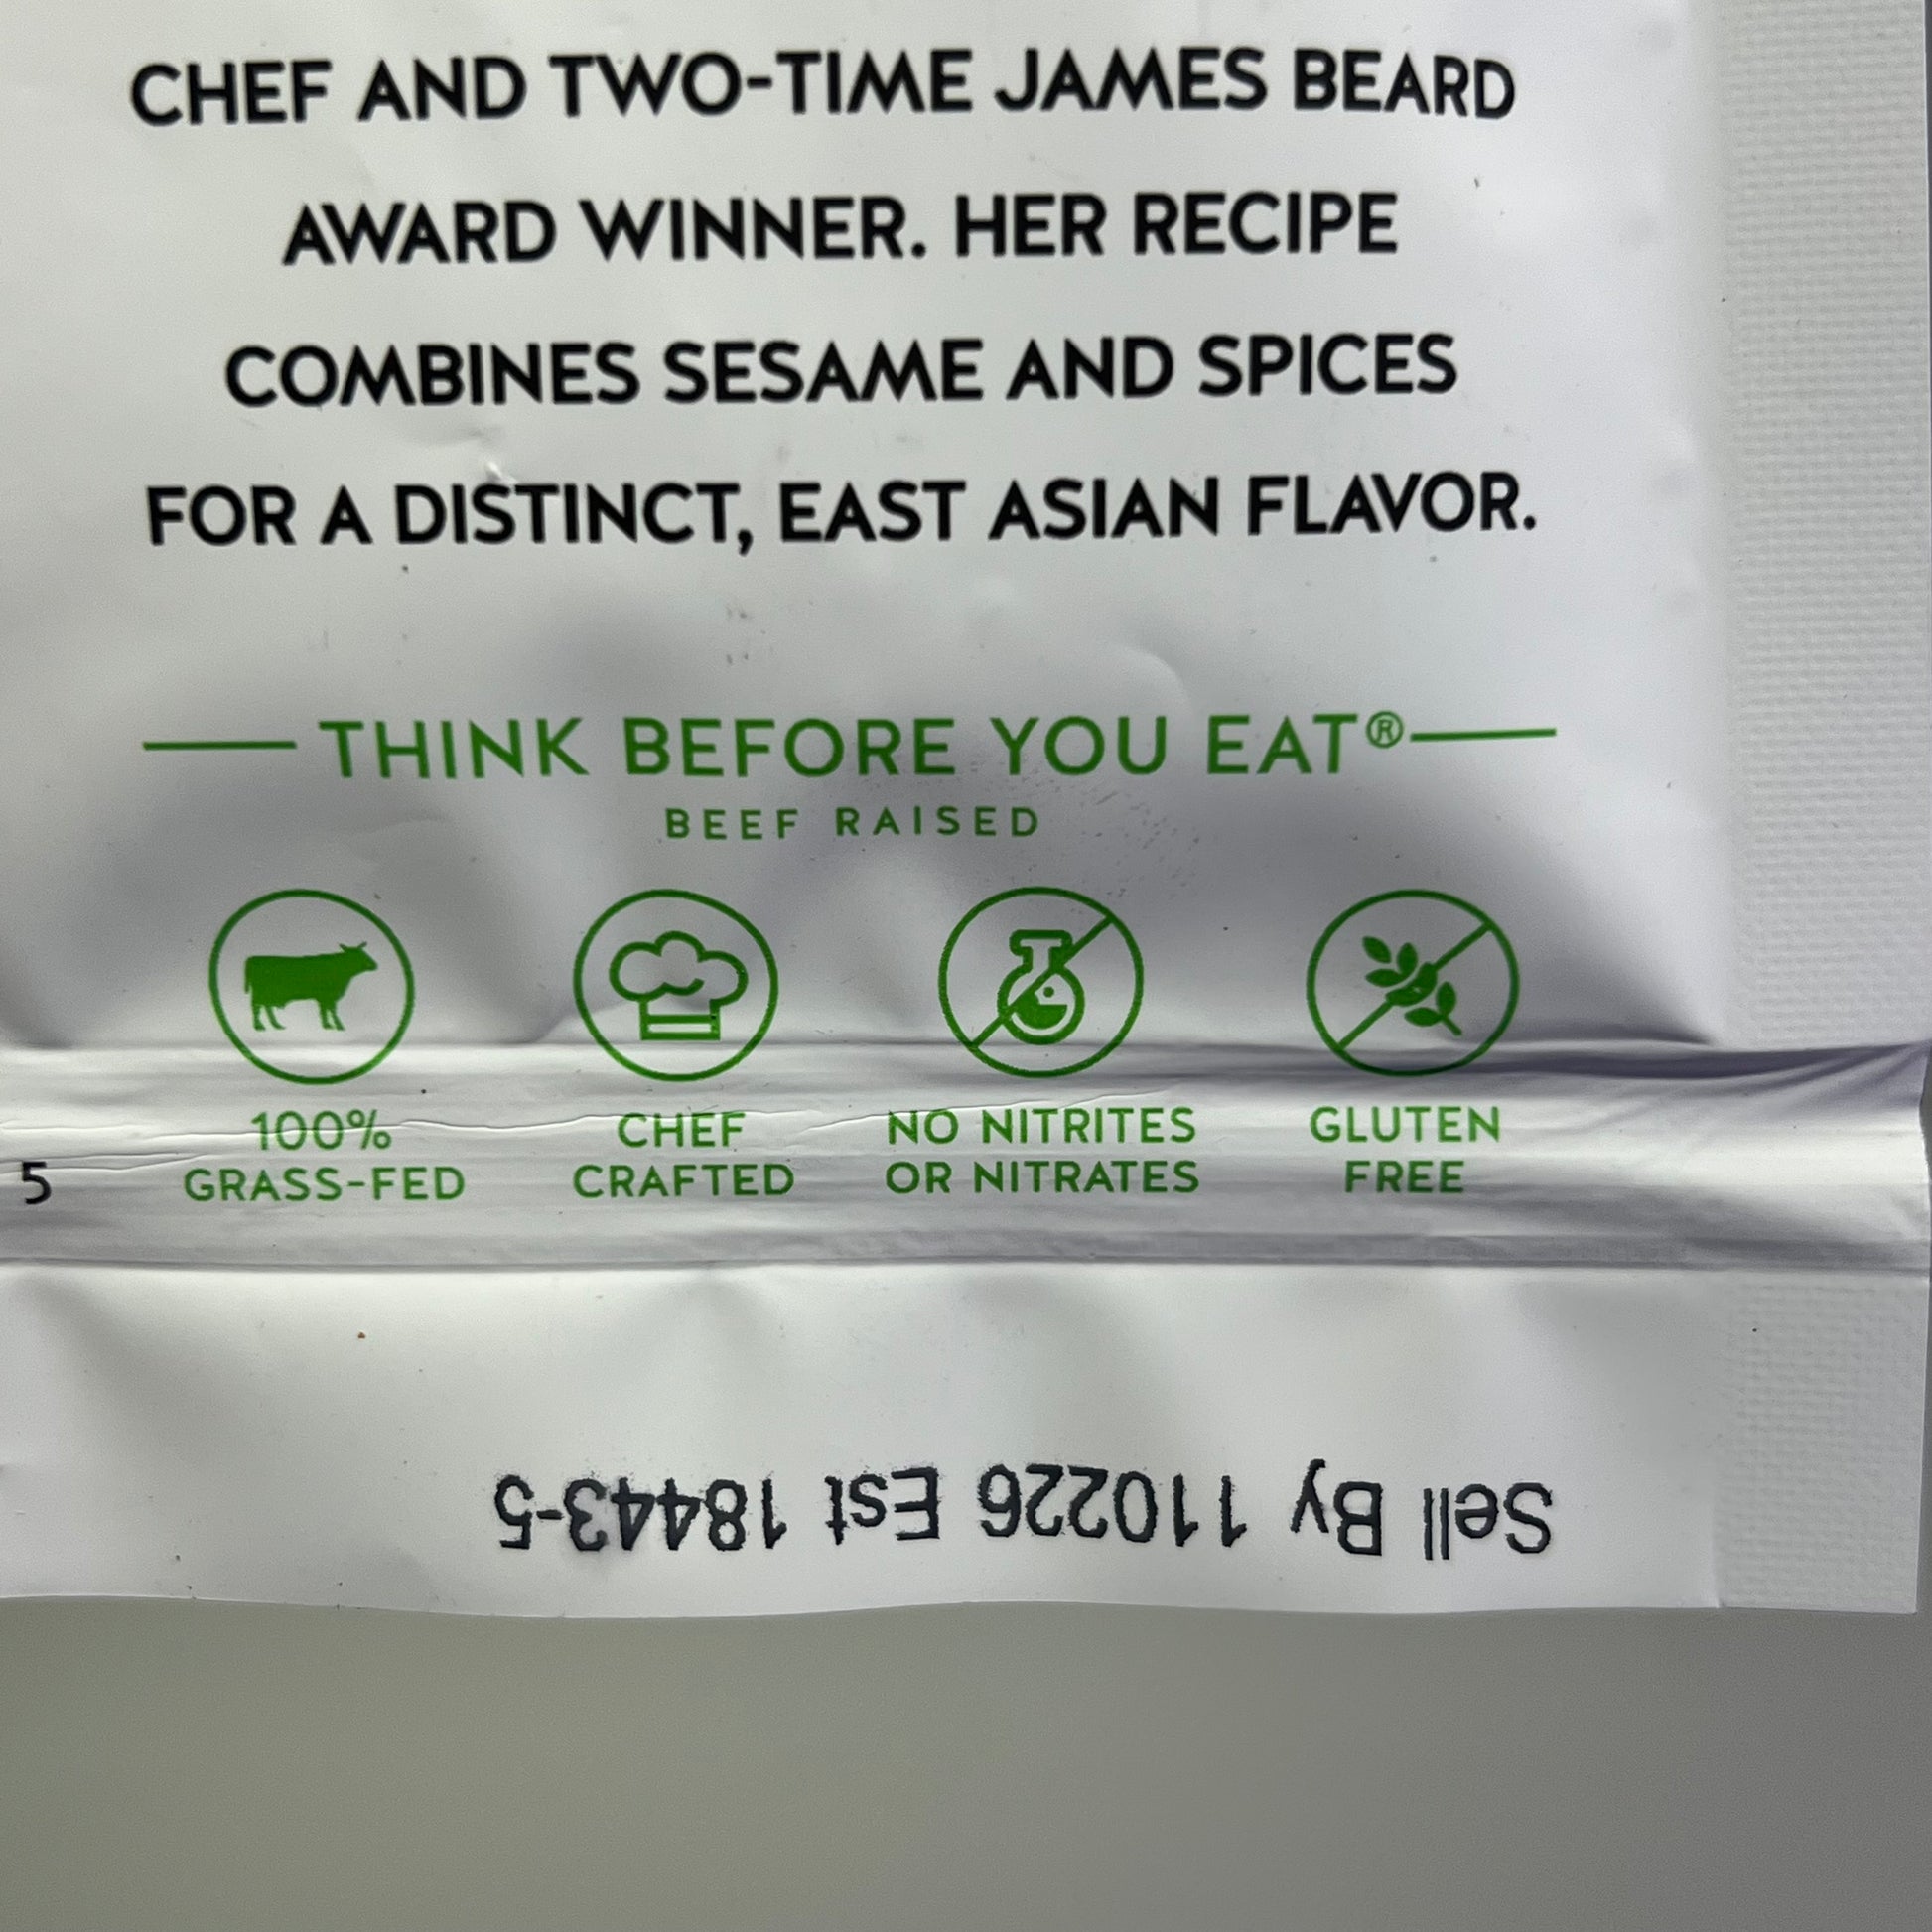 CHEF AND TWO-TIME JAMES BEARD
AWARD WINNER. HER RECIPE
COMBINES SESAME AND SPICES
FOR A DISTINCT, EAST ASIAN FLAVOR.
THINK BEFORE YOU EAT®
BEEF RAISED
100%
GRASS-FED
CHEF
CRAFTED
NO NITRITES
OR NITRATES
GLUTEN
FREE
5
Sell By 110226 Est 18443-5